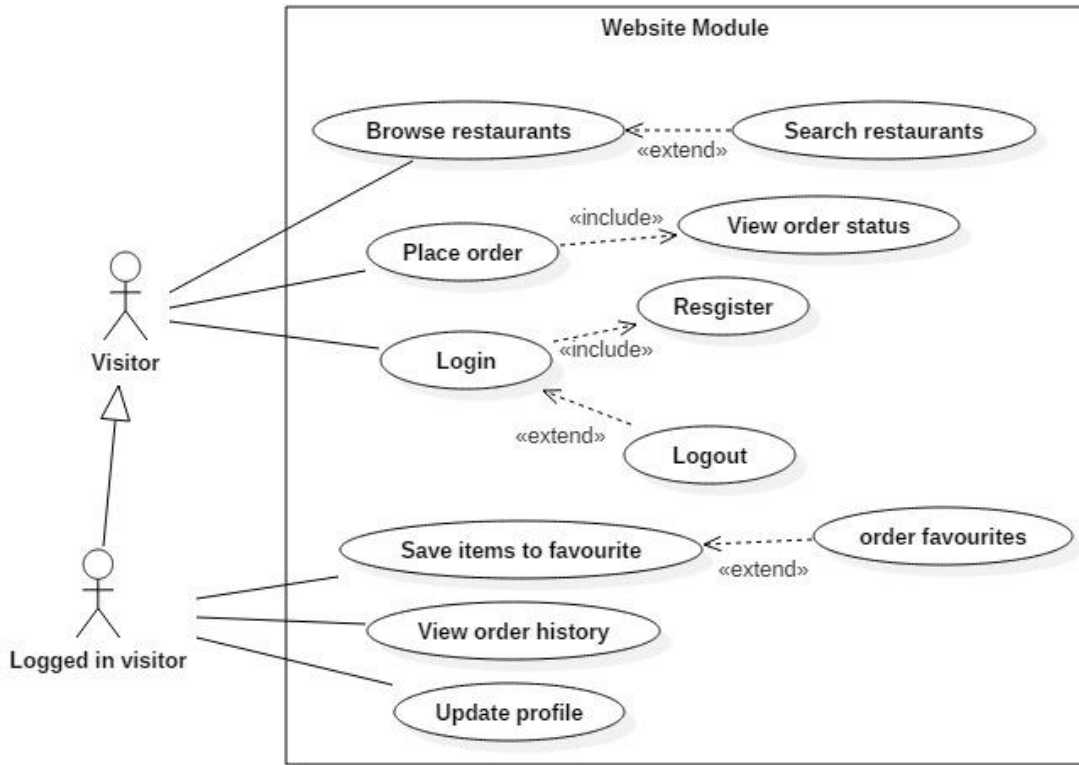 Website Module
Browse restaurants
Search restaurants
«extend»
«include»
View order status
Place order
Resgister
Login
«include»
Visitor
«extend»
Logout
Save items to favourite
order favourites
«extend»
View order history
Logged in visitor
Update profile